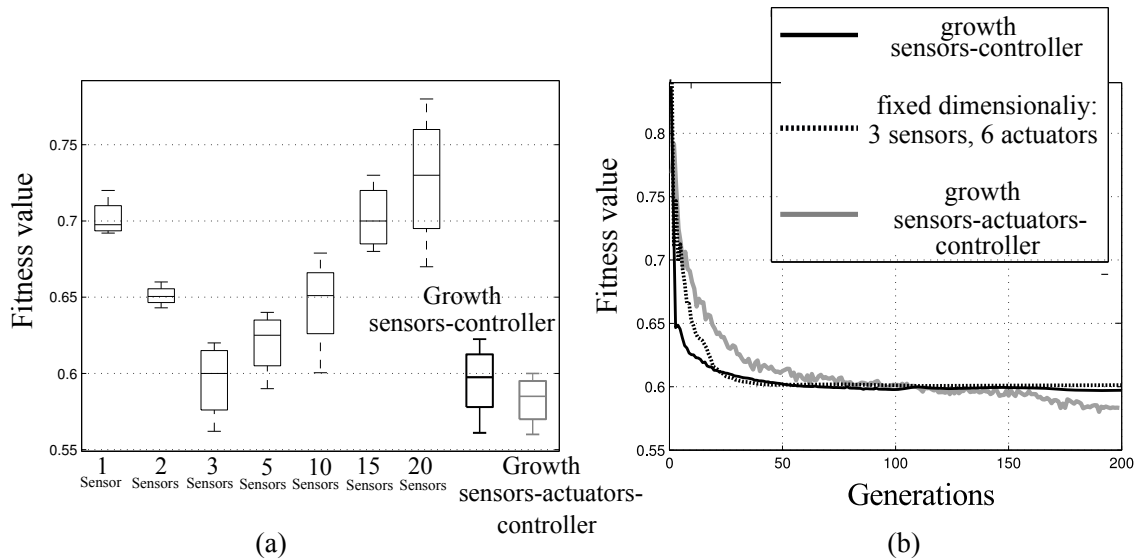 growth
sensors-controller
fixed dimensionaliy:
3 sensors, 6 actuators
growth
sensors-actuators-
controller
Fitness value
0.75
0.7
0.65
0.6
0.55
Growth
sensors-controller
1 2 3 5 10 15 20
Sensor Sensors Sensors Sensors Sensors Sensors Sensors
Growth
sensors-actuators-
controller
(a)
Fitness value
0.8
0.75
0.7
0.65
0.6
0.55
0 50 100 150 200
Generations
(b)